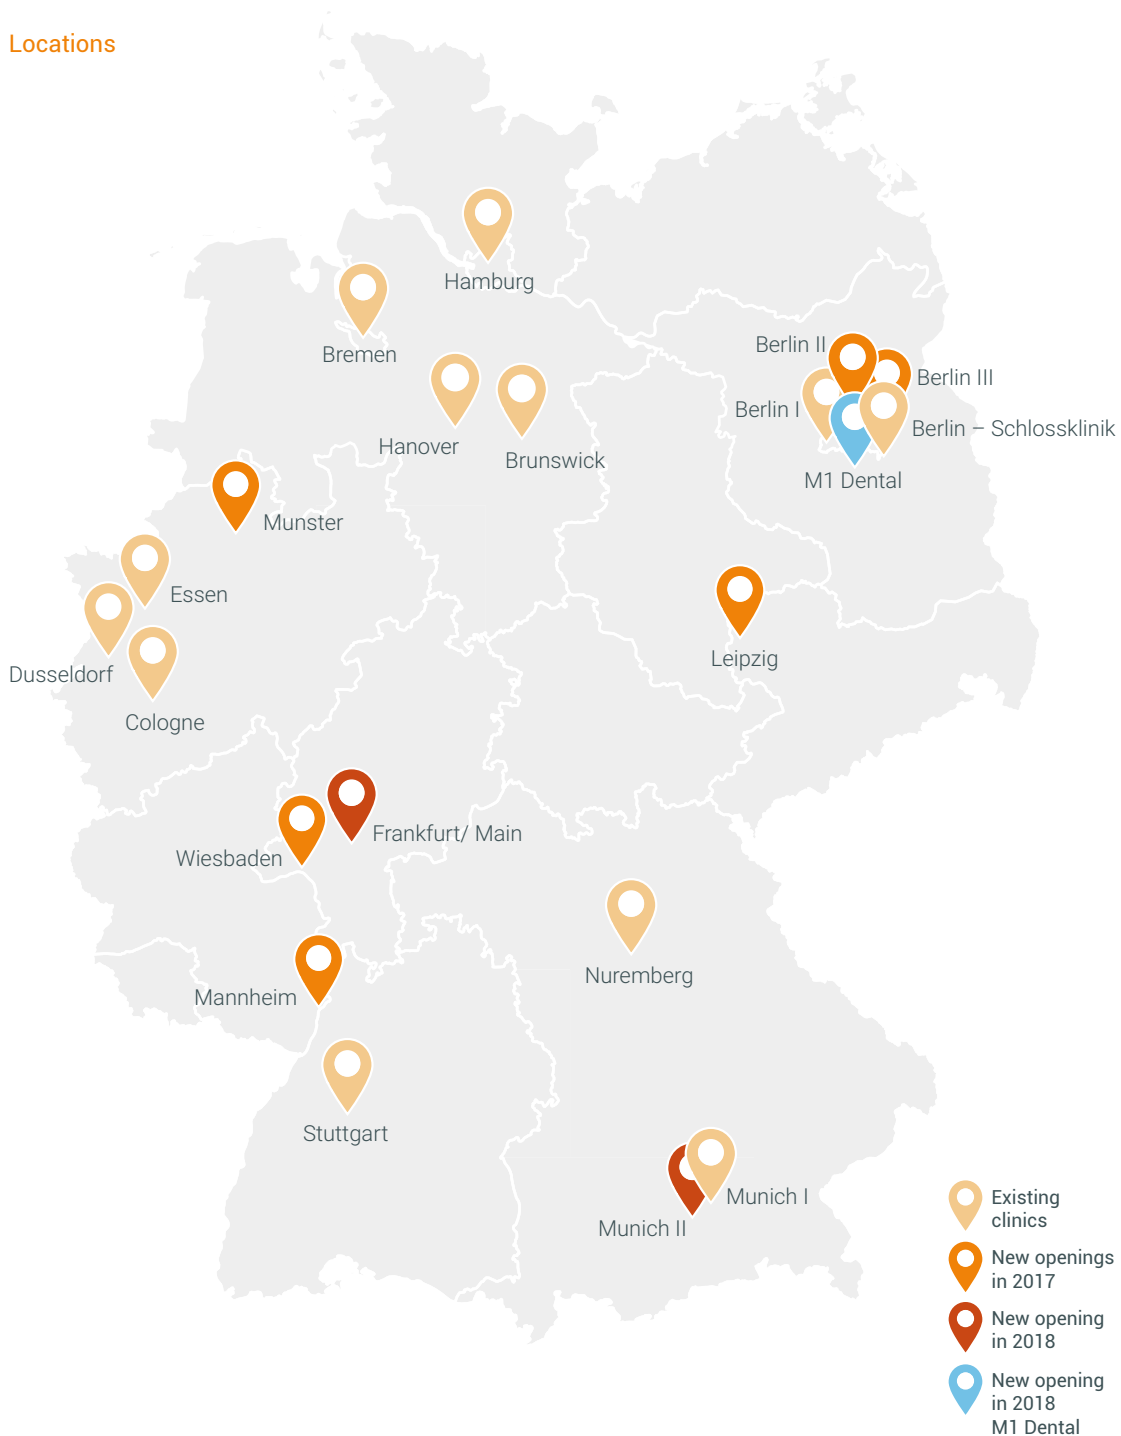 Locations
Hamburg
Bremen
Berlin II
Berlin III
Berlin I
Berlin – Schlossklinik
Hanover
Brunswick
M1 Dental
Munster
Essen
Dusseldorf
Leipzig
Cologne
Frankfurt/ Main
Wiesbaden
Nuremberg
Mannheim
Stuttgart
Munich I
Munich II
Existing
clinics
New openings
in 2017
New opening
in 2018
New opening
in 2018
M1 Dental